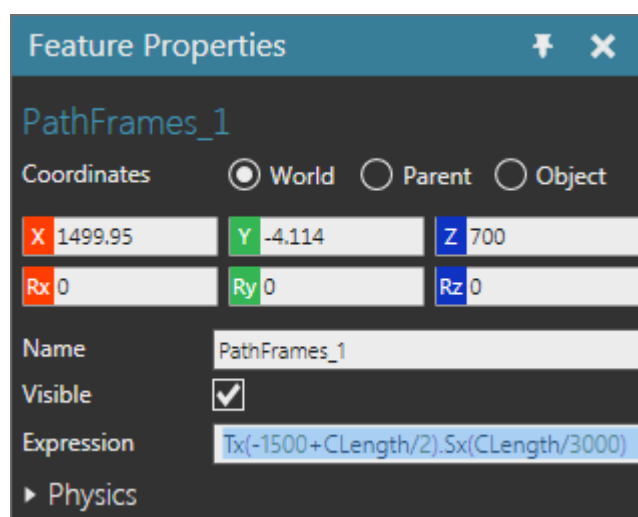 Feature Properties
PathFrames_1
Coordinates World Parent Object
X 1499.95 Y -4.114 Z 700
Rx 0 Ry 0 Rz 0
Name PathFrames_1
Visible
Expression Tx(-1500+CLength/2).Sx(CLength/3000)
Physics